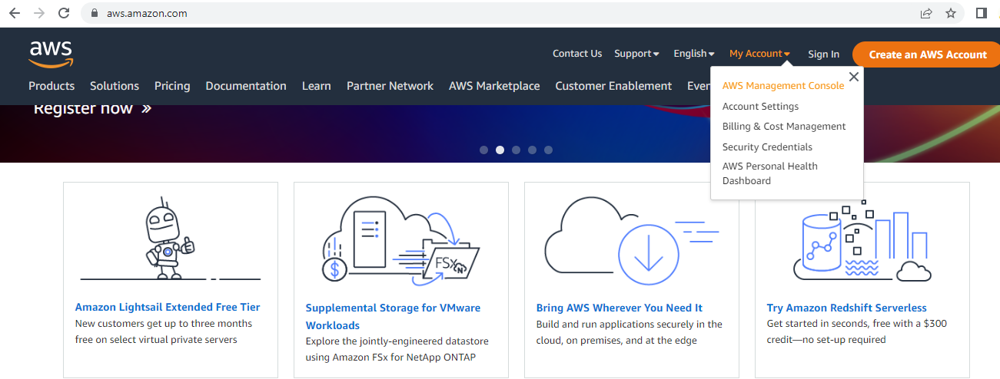 aws.amazon.com
aws
Contact Us Support English My Account Sign In Create an AWS Account
Products Solutions Pricing Documentation Learn Partner Network AWS Marketplace Customer Enablement Ever
AWS Management Console
Account Settings
Billing & Cost Management
Security Credentials
AWS Personal Health
Dashboard
Register now »
$
FSx
N
Amazon Lightsail Extended Free Tier
New customers get up to three months
free on select virtual private servers
Supplemental Storage for VMware
Workloads
Explore the jointly-engineered datastore
using Amazon FSx for NetApp ONTAP
Bring AWS Wherever You Need It
Build and run applications securely in the
cloud, on premises, and at the edge
Try Amazon Redshift Serverless
Get started in seconds, free with a $300
credit—no set-up required